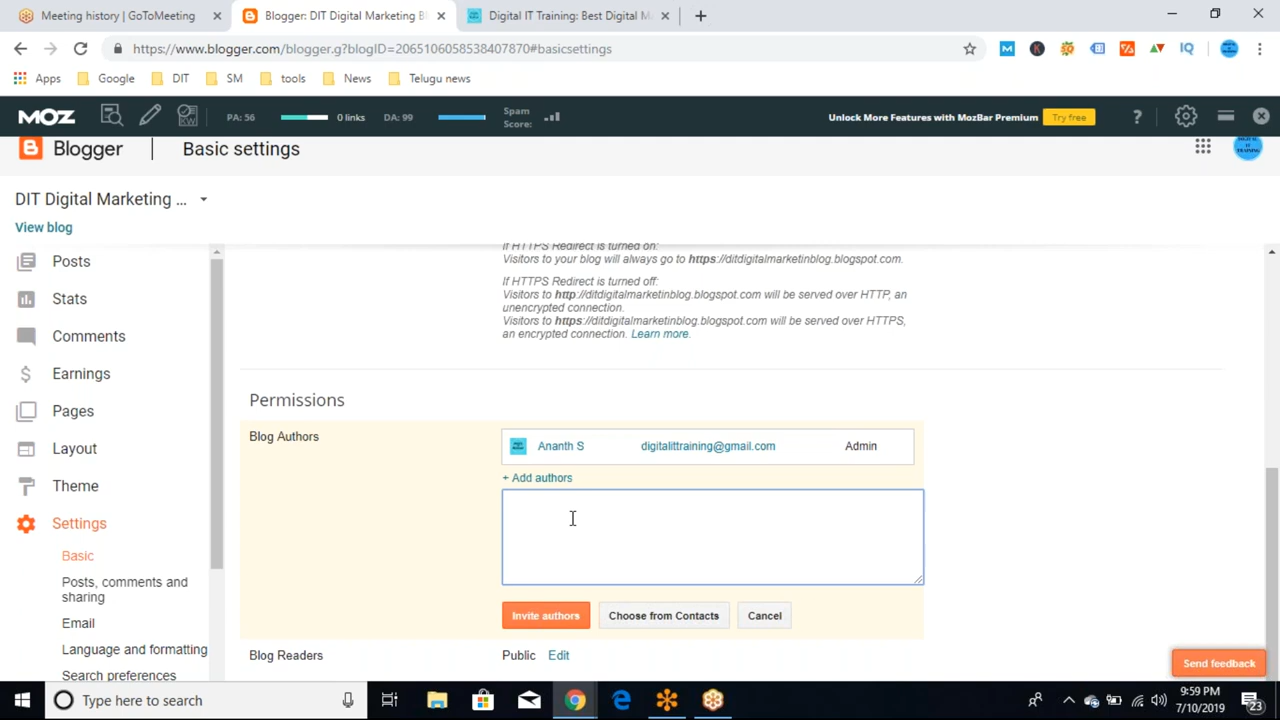 Meeting history | GoToMeeting
Blogger: DIT Digital Marketing Bl
Digital IT Training: Best Digital M
https://www.blogger.com/blogger.g?blogID=2065106058538407870#basicsettings
Apps Google DIT SM tools News Telugu news
MOZ PA: 56 0 links DA: 99 Spam Score: Unlock More Features with MozBar Premium Try free ?
Blogger Basic settings
DIT Digital Marketing ...
View blog
If HTTPS Redirect is turned on:
Visitors to your blog will always go to https://ditdigitalmarketinblog.blogspot.com.
If HTTPS Redirect is turned off:
Visitors to http://ditdigitalmarketinblog.blogspot.com will be served over HTTP, an
unencrypted connection.
Visitors to https://ditdigitalmarketinblog.blogspot.com will be served over HTTPS,
an encrypted connection. Learn more.
Posts
Stats
Comments
Earnings
Pages
Layout
Theme
Settings
Basic
Posts, comments and
sharing
Email
Language and formatting
Search preferences
Permissions
Blog Authors
Ananth S digitalittraining@gmail.com Admin
+ Add authors
Invite authors Choose from Contacts Cancel
Blog Readers Public Edit
Send feedback
Type here to search
9:59 PM
7/10/2019
23